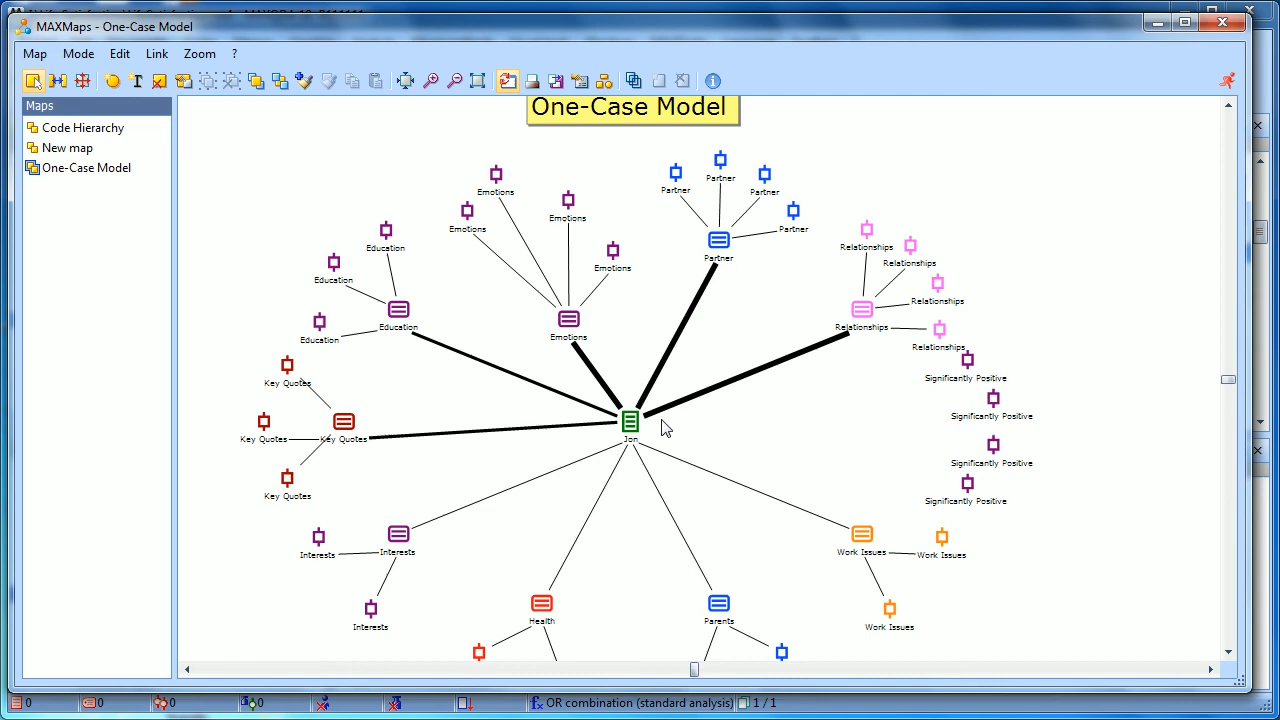 MAXMaps - One-Case Model
Map Mode Edit Link Zoom ?
Maps
Code Hierarchy
New map
One-Case Model
One-Case Model
Partner
Emotions Partner Partner
Emotions
Emotions Partner
Education Relationships
Partner
Relationships
Emotions
Education
Relationships
Education Relationships
Emotions
Education
Relationships
Key Quotes
Significantly Positive
Significantly Positive
Key Quotes Key Quotes Jon
Significantly Positive
Key Quotes
Significantly Positive
Interests Interests Work Issues Work Issues
Health Parents
Interests Work Issues
0 0 0 0 OR combination (standard analysis) 1 / 1